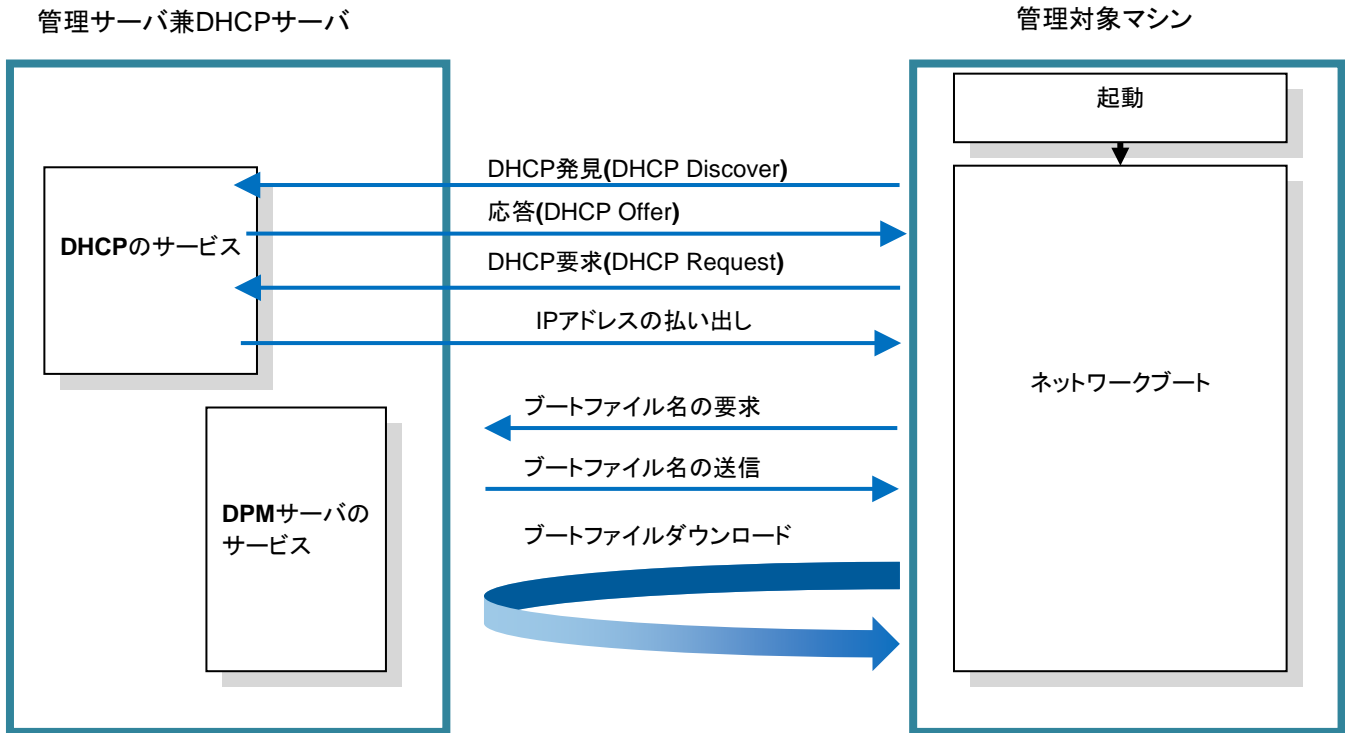 管理サーバ兼DHCPサーバ
管理対象マシン
起動
DHCP発見(DHCP Discover)
応答(DHCP Offer)
DHCPのサービス
DHCP要求(DHCP Request)
IPアドレスの払い出し
ネットワークブート
ブートファイル名の要求
ブートファイル名の送信
DPMサーバの
サービス
ブートファイルダウンロード